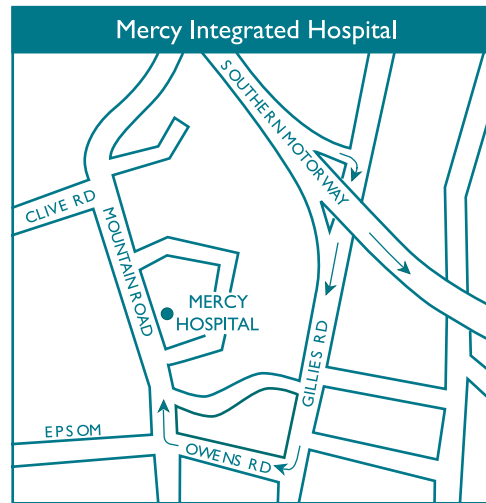 Mercy Integrated Hospital
SOUTHERN MOTORWAY
CLIVE RD
MOUNTAIN ROAD
MERCY
HOSPITAL
GILLIES RD
EPSOM
OWENS RD